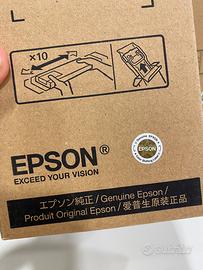 ×10
EPSON®
EXCEED YOUR VISION
エプソン純正 / Genuine Epson /
Produit Original Epson / 爱普生原装正品